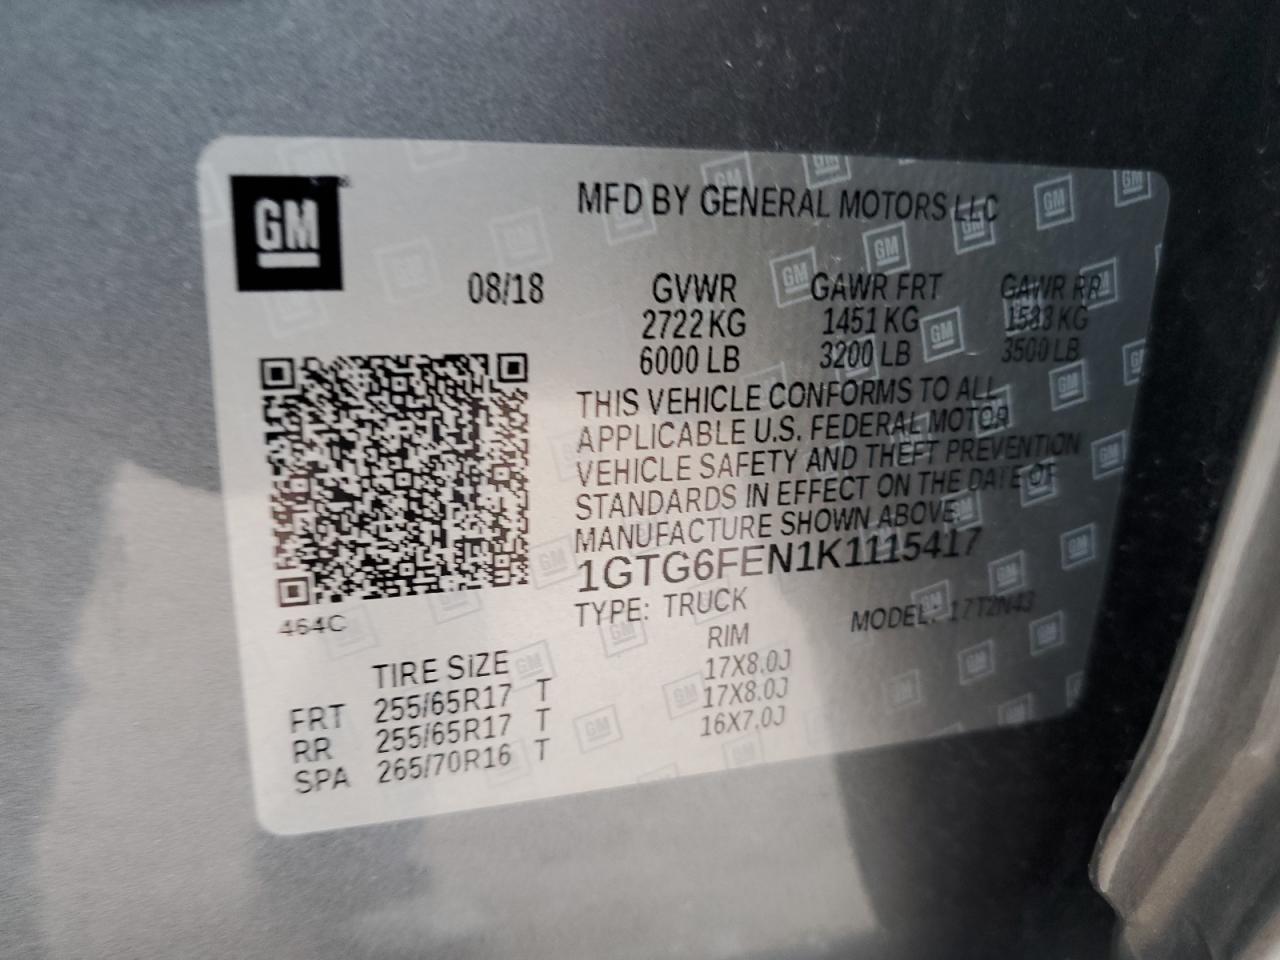 GM
MFD BY GENERAL MOTORS LLC
08/18 GVWR GAWR FRT GAWR RR
2722 KG 1451 KG 1588 KG
6000 LB 3200 LB 3500 LB
THIS VEHICLE CONFORMS TO ALL
APPLICABLE U.S. FEDERAL MOTOR
VEHICLE SAFETY AND THEFT PREVENTION
STANDARDS IN EFFECT ON THE DATE OF
MANUFACTURE SHOWN ABOVE.
1GTG6FEN1K1115417
TYPE: TRUCK MODEL: 17T2N43
464C
TIRE SIZE RIM
FRT 255/65R17 T 17X8.0J
RR 255/65R17 T 17X8.0J
SPA 265/70R16 T 16X7.0J